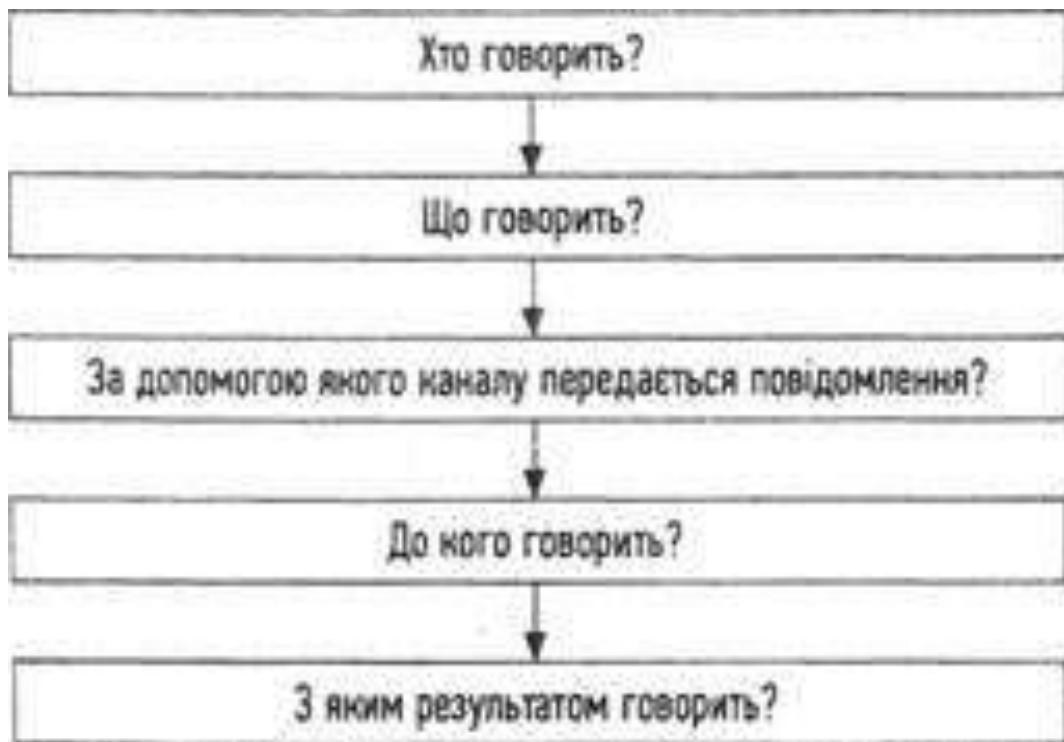 Хто говорить?
Що говорить?
За допомогою якого каналу передається повідомлення?
До кого говорить?
З яким результатом говорить?